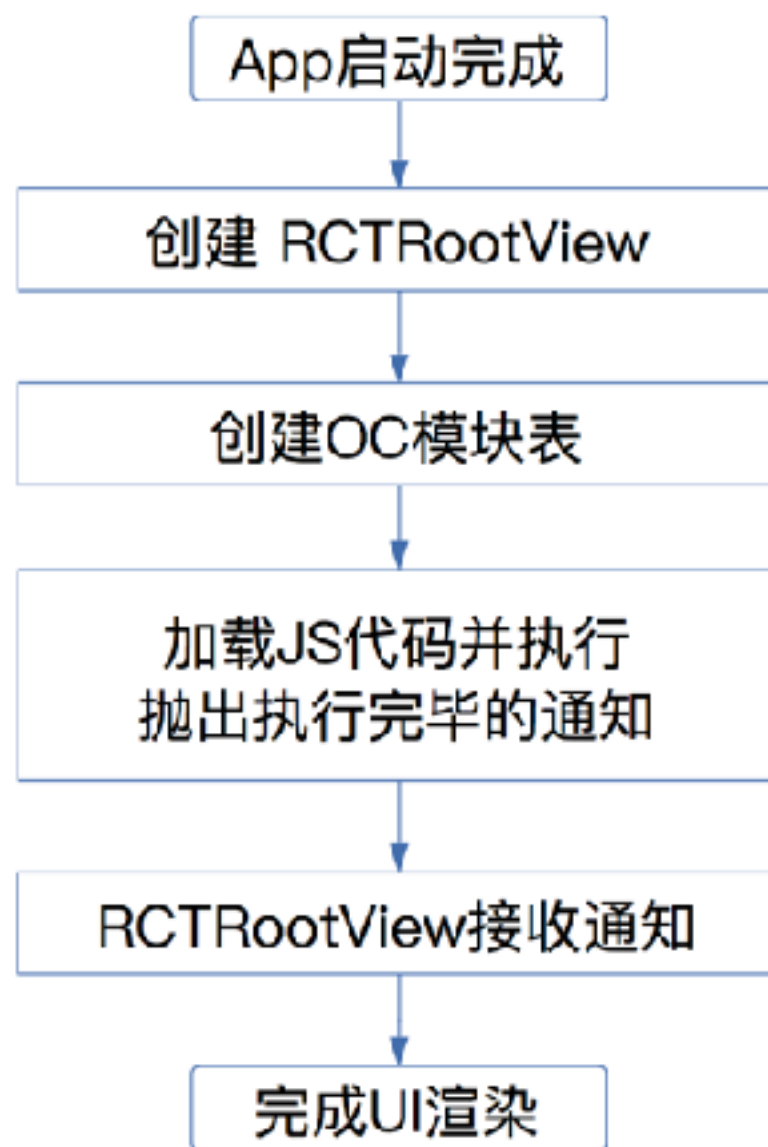 App启动完成
创建 RCTRootView
创建OC模块表
加载JS代码并执行
抛出执行完毕的通知
RCTRootView接收通知
完成UI渲染